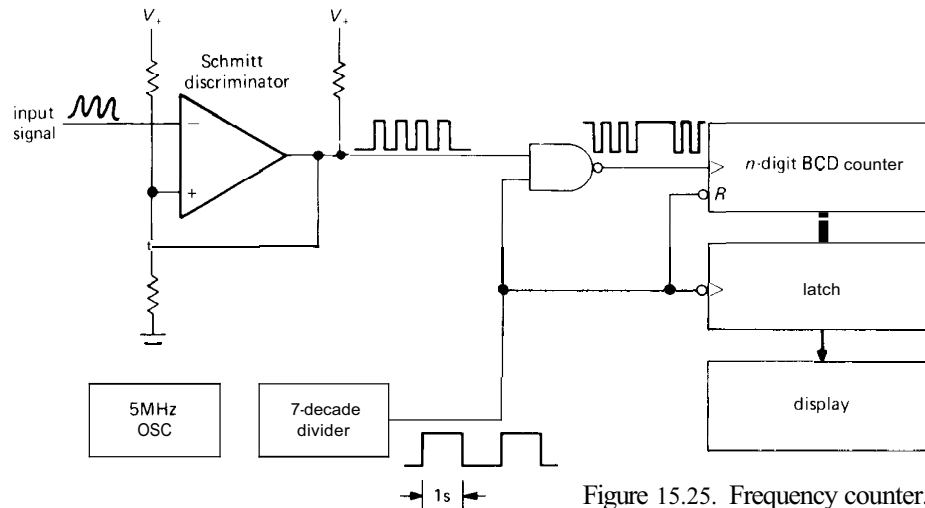 V+
V+
Schmitt
discriminator
input
signal
−
+
n-digit BCD counter
R
latch
display
5MHz
OSC
7-decade
divider
1s
Figure 15.25. Frequency counter.